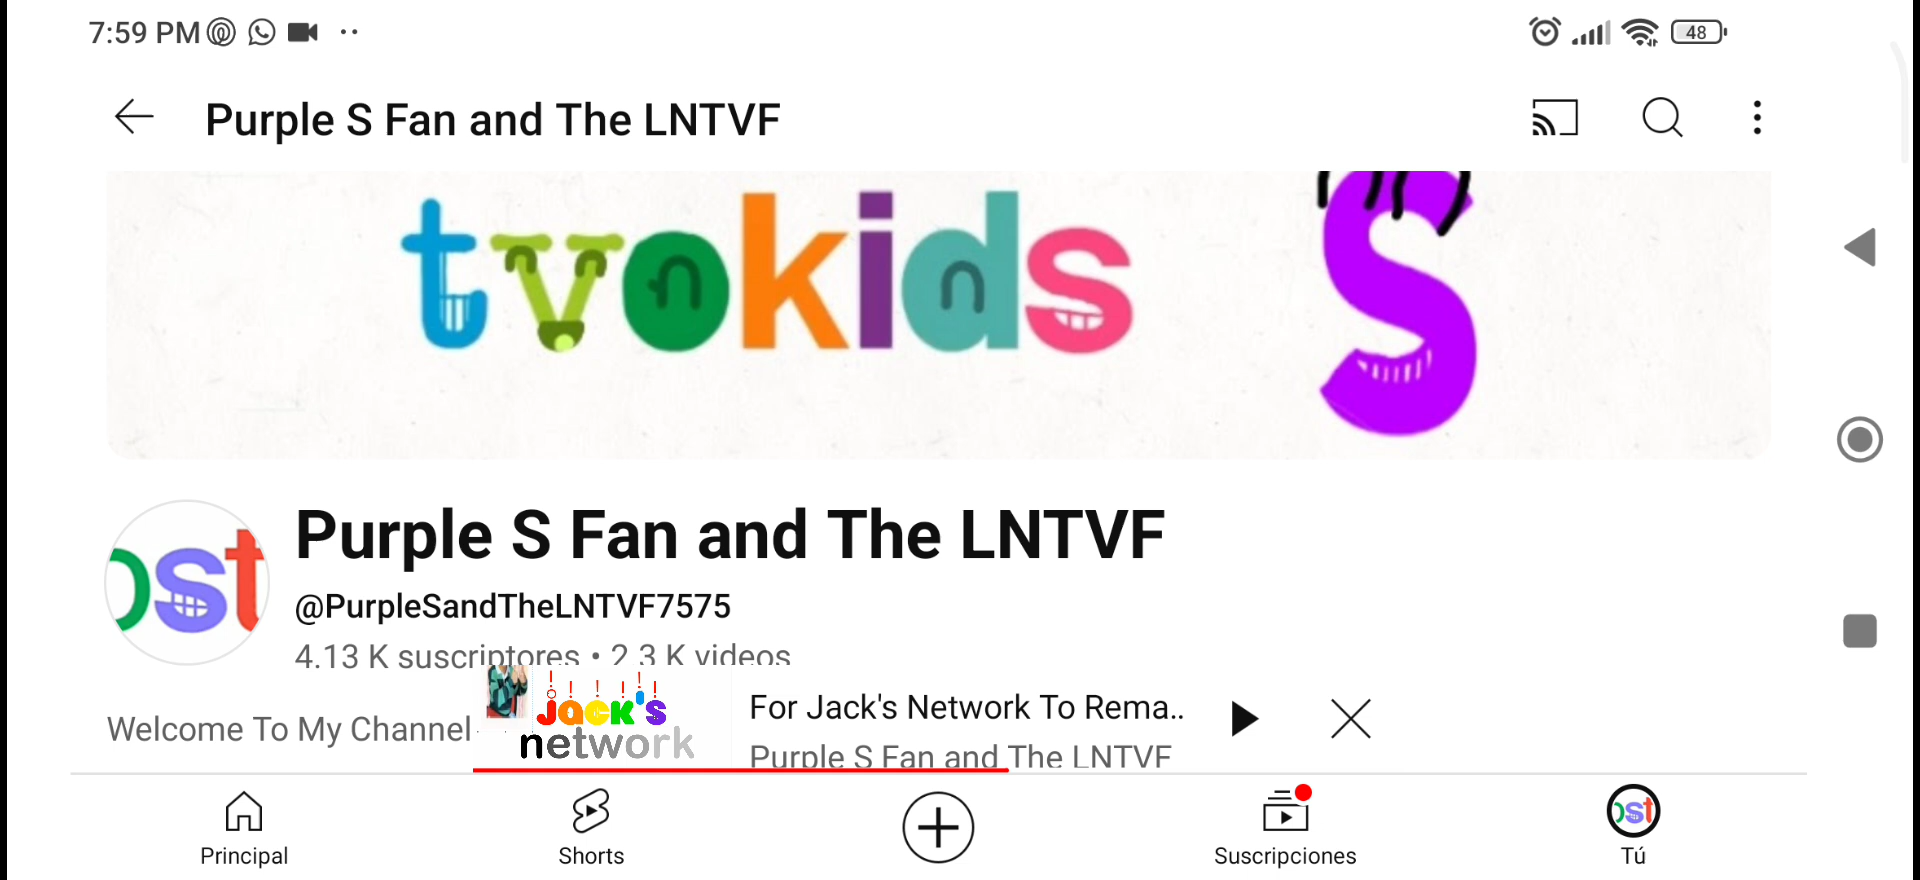 7:59 PM
48
Purple S Fan and The LNTVF
tvokids
S
ost
Purple S Fan and The LNTVF
@PurpleSandTheLNTVF7575
4.13 K suscriptores • 2.3 K videos
Welcome To My Channel
jack's
network
For Jack's Network To Rema..
Purple S Fan and The LNTVF
Principal
Shorts
Suscripciones
ost
Tú